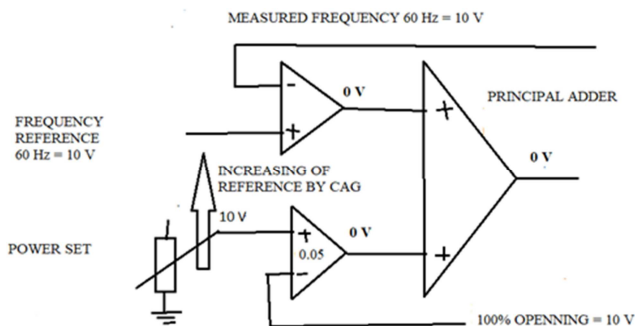 MEASURED FREQUENCY 60 Hz = 10 V
-
0 V
PRINCIPAL ADDER
FREQUENCY
REFERENCE
60 Hz = 10 V
+
+
0 V
INCREASING OF
REFERENCE BY CAG
10 V
POWER SET
+
0 V
0.05
-
+
100% OPENNING = 10 V